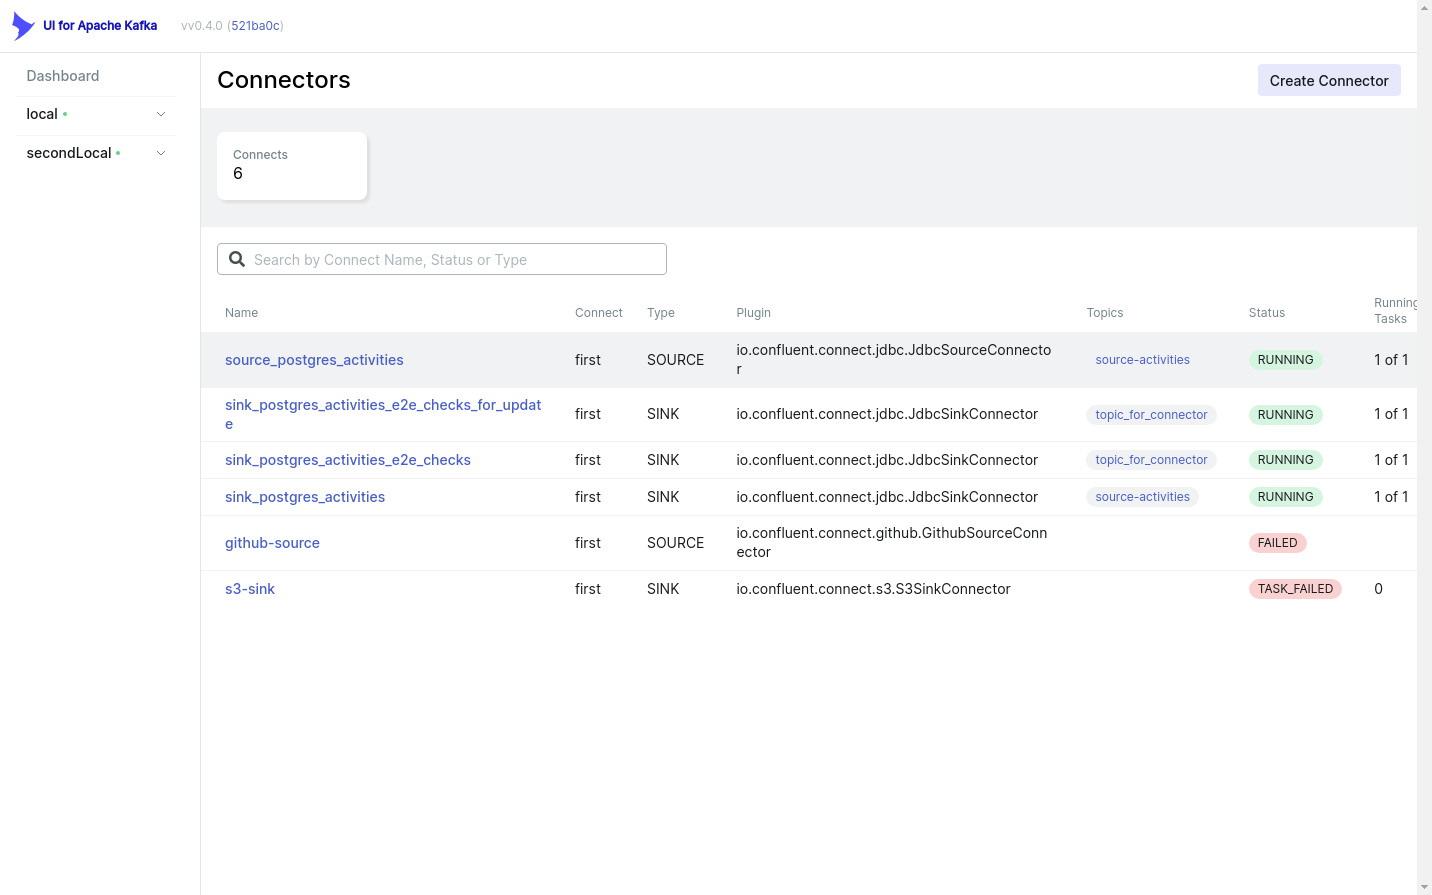 UI for Apache Kafka
vv0.4.0 (521ba0c)
Dashboard
local
secondLocal
Connectors
Create Connector
Connects
6
Search by Connect Name, Status or Type
Name Connect Type Plugin Topics Status Running
Tasks
source_postgres_activities first SOURCE io.confluent.connect.jdbc.JdbcSourceConnecto
r source-activities RUNNING 1 of 1
sink_postgres_activities_e2e_checks_for_updat
e first SINK io.confluent.connect.jdbc.JdbcSinkConnector topic_for_connector RUNNING 1 of 1
sink_postgres_activities_e2e_checks first SINK io.confluent.connect.jdbc.JdbcSinkConnector topic_for_connector RUNNING 1 of 1
sink_postgres_activities first SINK io.confluent.connect.jdbc.JdbcSinkConnector source-activities RUNNING 1 of 1
github-source first SOURCE io.confluent.connect.github.GithubSourceConn
ector FAILED
s3-sink first SINK io.confluent.connect.s3.S3SinkConnector TASK_FAILED 0